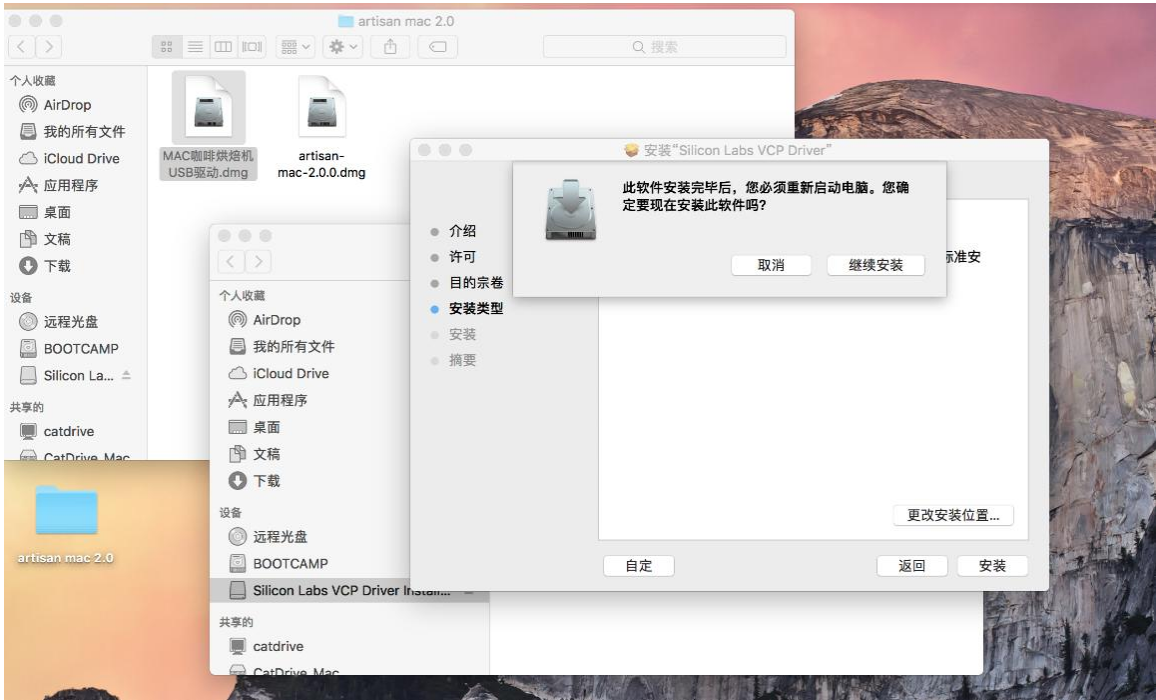 artisan mac 2.0
搜索
个人收藏
AirDrop
我的所有文件
iCloud Drive
应用程序
桌面
文稿
下载
设备
远程光盘
BOOTCAMP
Silicon La...
共享的
catdrive
CatDrive_Mac
MAC咖啡烘焙机
USB驱动.dmg
artisan-
mac-2.0.0.dmg
artisan mac 2.0
个人收藏
AirDrop
我的所有文件
iCloud Drive
应用程序
桌面
文稿
下载
设备
远程光盘
BOOTCAMP
Silicon Labs VCP Driver Install...
共享的
catdrive
CatDrive_Mac
安装“Silicon Labs VCP Driver”
此软件安装完毕后，您必须重新启动电脑。您确
定要现在安装此软件吗？
取消
继续安装
介绍
许可
目的宗卷
安装类型
安装
摘要
标准安
更改安装位置...
自定
返回
安装